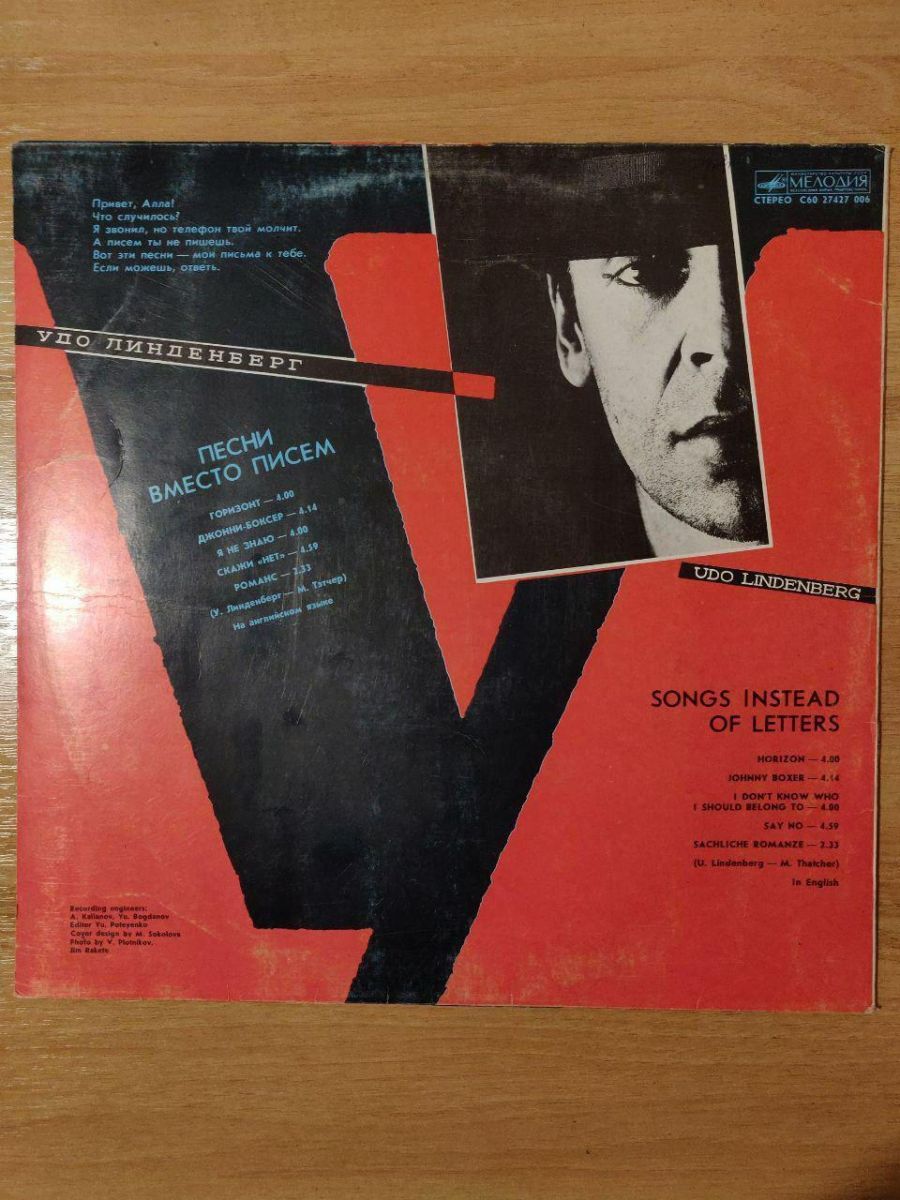 Привет, Алла!
Что случилось?
Я звонил, но телефон твой молчит.
А писем ты не пишешь.
Вот эти песни — мои письма к тебе.
Если можешь, ответь.
МЕЛОДИЯ
СТЕРЕО С60 27427 006
УДО ЛИНДЕНБЕРГ
ПЕСНИ
ВМЕСТО ПИСЕМ
ГОРИЗОНТ — 4.00
ДЖОННИ-БОКСЕР — 4.14
Я НЕ ЗНАЮ — 4.00
СКАЖИ «НЕТ» — 4.59
РОМАНС — 2.33
(У. Линденберг — М. Тэтчер)
На английском языке
UDO LINDENBERG
SONGS INSTEAD
OF LETTERS
HORIZON — 4.00
JOHNNY BOXER — 4.14
I DON'T KNOW WHO
I SHOULD BELONG TO — 4.00
SAY NO — 4.59
SACHLICHE ROMANZE — 2.33
(U. Lindenberg — M. Thatcher)
In English
Recording engineers:
A. Kalianov, Yu. Bogdanov
Editor Yu. Poteyenko
Cover design by M. Sokolova
Photo by V. Plotnikov,
Jim Rakete